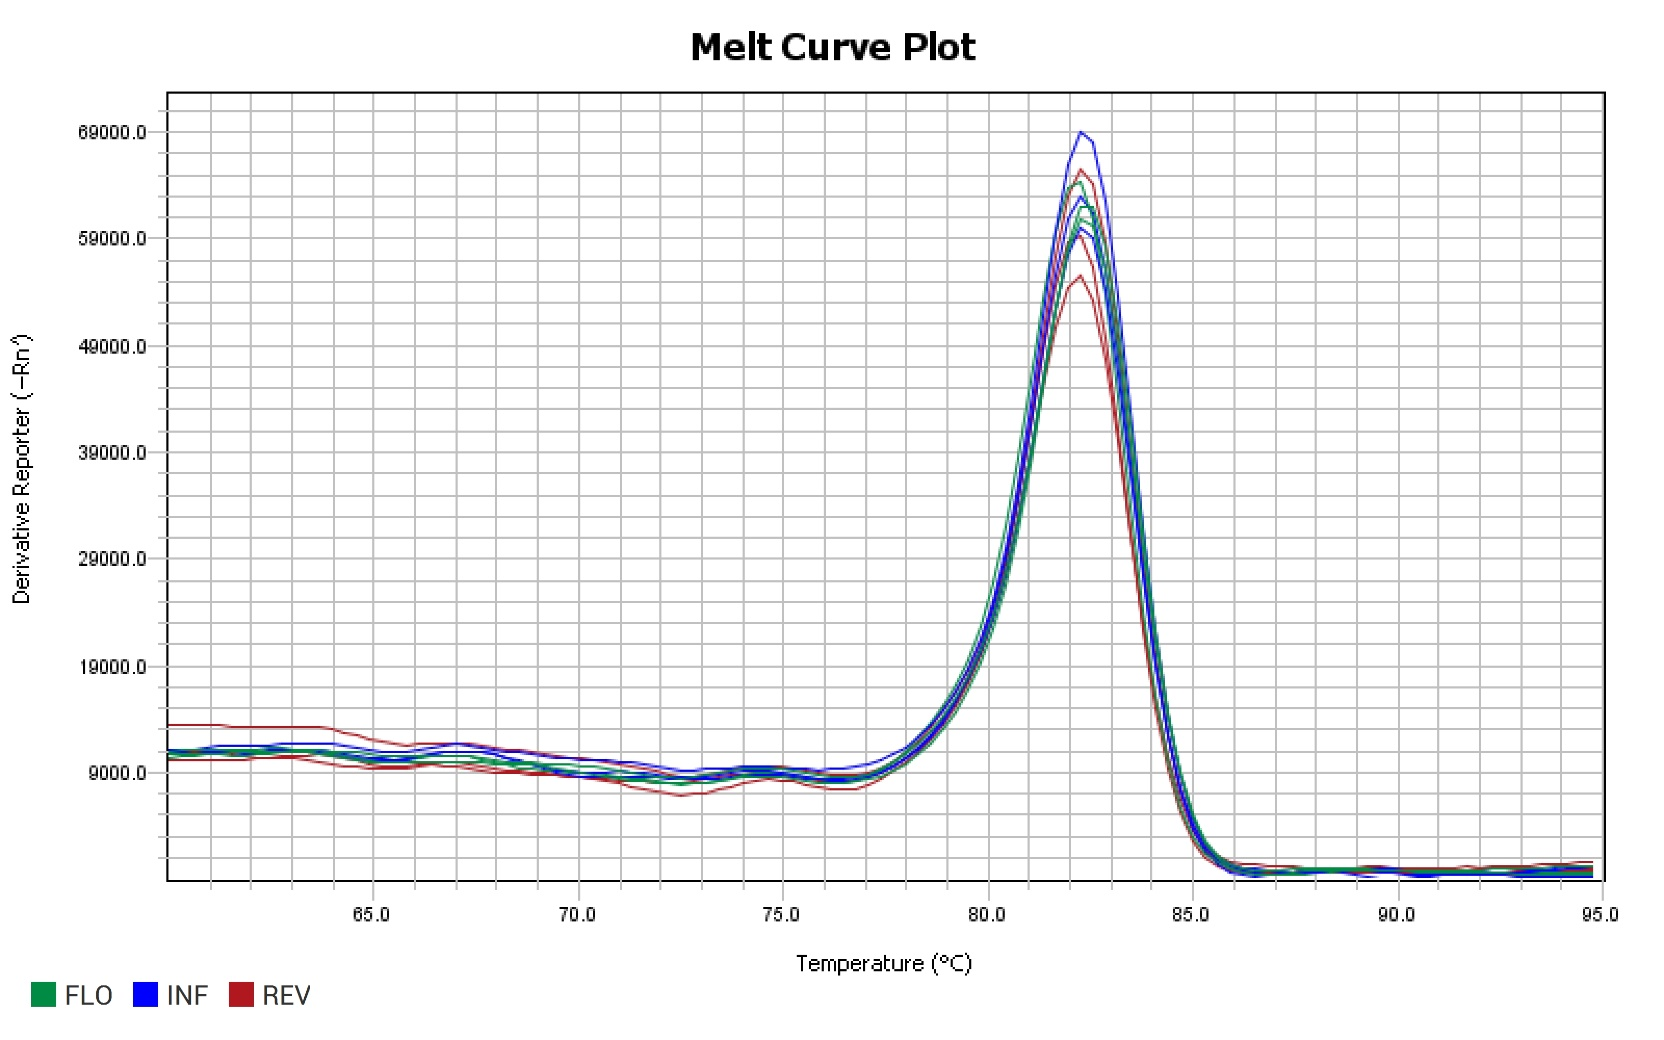 Melt Curve Plot
69000.0
59000.0
49000.0
39000.0
29000.0
19000.0
9000.0
Derivative Reporter (−Rn')
65.0 70.0 75.0 80.0 85.0 90.0 95.0
Temperature (°C)
FLO INF REV